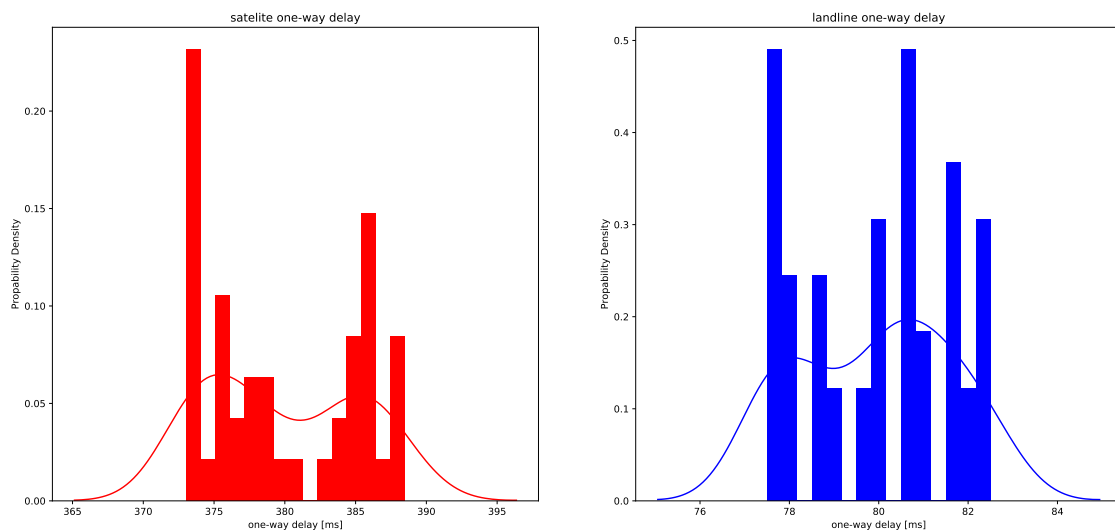 satelite one-way delay
Propability Density
0.20
0.15
0.10
0.05
0.00
365 370 375 380 385 390 395
one-way delay [ms]
landline one-way delay
Propability Density
0.5
0.4
0.3
0.2
0.1
0.0
76 78 80 82 84
one-way delay [ms]